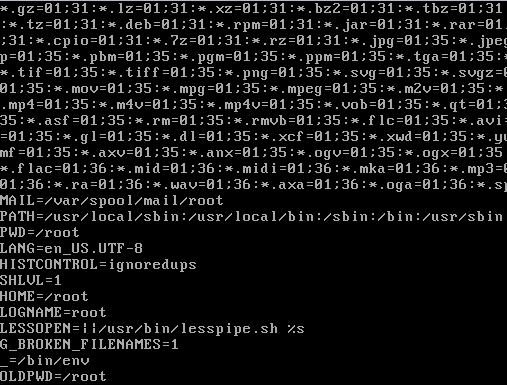 *.gz=01;31:*.lz=01;31:*.xz=01;31:*.bz2=01;31:*.tbz=01;31
:*.tz=01;31:*.deb=01;31:*.rpm=01;31:*.jar=01;31:*.rar=01;
;31:*.cpio=01;31:*.7z=01;31:*.rz=01;31:*.jpg=01;35:*.jpeg
p=01;35:*.pbm=01;35:*.pgm=01;35:*.ppm=01;35:*.tga=01;35:
*.tif=01;35:*.tiff=01;35:*.png=01;35:*.svg=01;35:*.svgz=0
:*.mov=01;35:*.mpg=01;35:*.mpeg=01;35:*.m2v=01;35:*.
.mp4=01;35:*.m4v=01;35:*.mp4v=01;35:*.vob=01;35:*.qt=01;
35:*.asf=01;35:*.rm=01;35:*.rmvb=01;35:*.flc=01;35:*.avi=
:*.gl=01;35:*.dl=01;35:*.xcf=01;35:*.xwd=01;35:*.yu
mf=01;35:*.axv=01;35:*.anx=01;35:*.ogv=01;35:*.ogx=01;35
*.flac=01;36:*.mid=01;36:*.midi=01;36:*.mka=01;36:*.mp3=0
1;36:*.ra=01;36:*.wav=01;36:*.axa=01;36:*.oga=01;36:*.sp
MAIL=/var/spool/mail/root
PATH=/usr/local/sbin:/usr/local/bin:/sbin:/bin:/usr/sbin
PWD=/root
LANG=en_US.UTF-8
HISTCONTROL=ignoredups
SHLVL=1
HOME=/root
LOGNAME=root
LESSOPEN=||/usr/bin/lesspipe.sh %s
G_BROKEN_FILENAMES=1
_=/bin/env
OLDPWD=/root